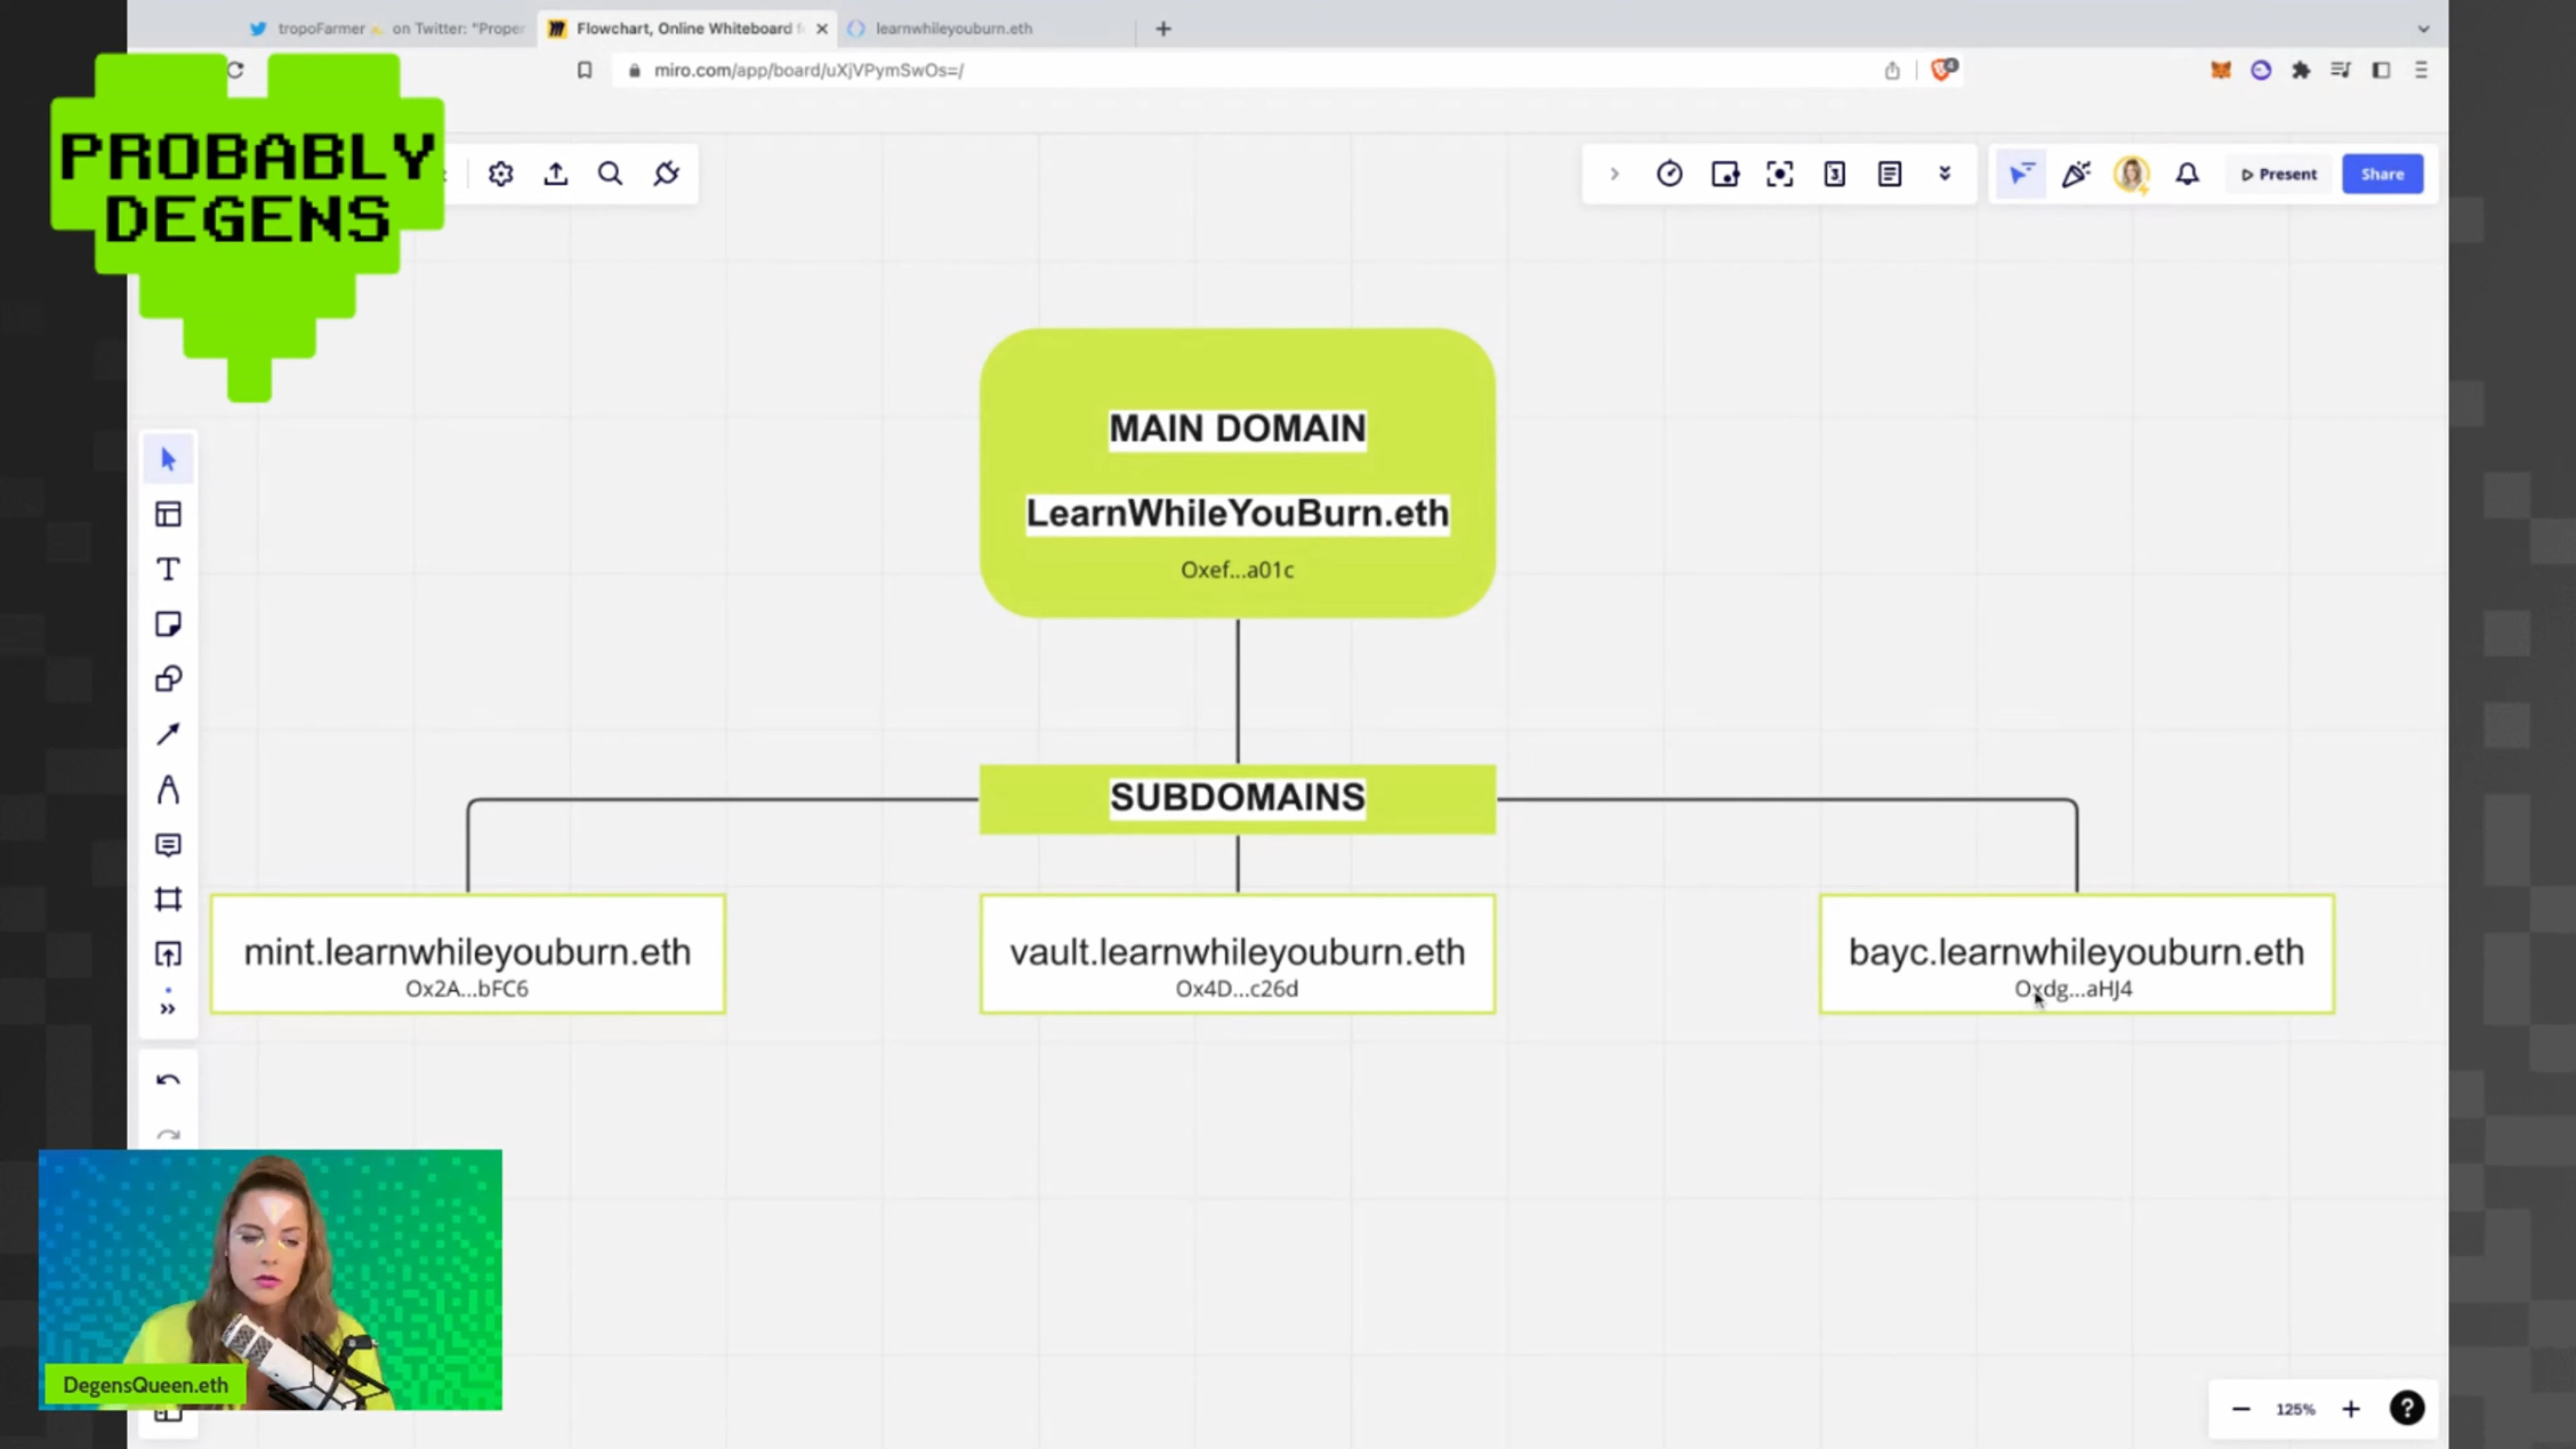 tropoFarmer on Twitter: "Proper
Flowchart, Online Whiteboard f
learnwhileyouburn.eth
miro.com/app/board/uXjVPymSwOs=/
4
PROBABLY
DEGENS
3
Present
Share
MAIN DOMAIN
LearnWhileYouBurn.eth
Oxef...a01c
SUBDOMAINS
mint.learnwhileyouburn.eth
Ox2A...bFC6
vault.learnwhileyouburn.eth
Ox4D...c26d
bayc.learnwhileyouburn.eth
Oxdg...aHJ4
DegensQueen.eth
125%